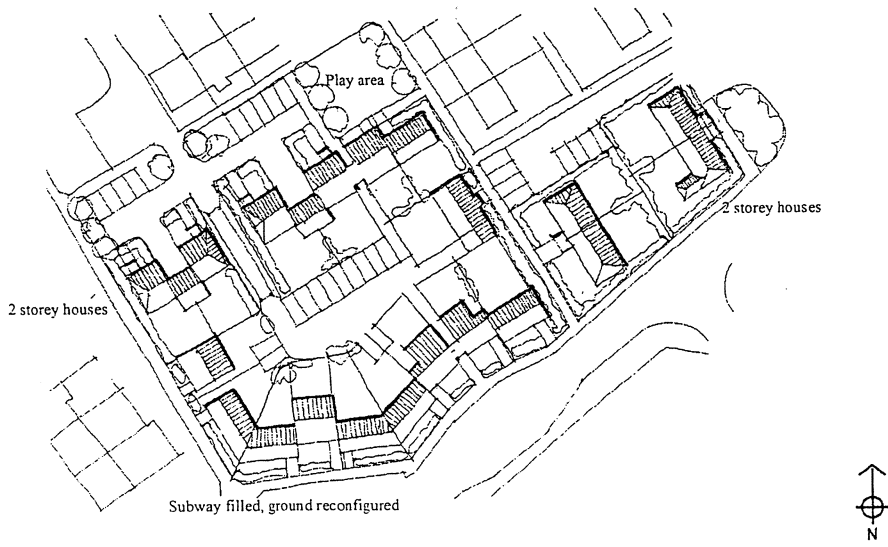 Play area
2 storey houses
2 storey houses
Subway filled, ground reconfigured
N